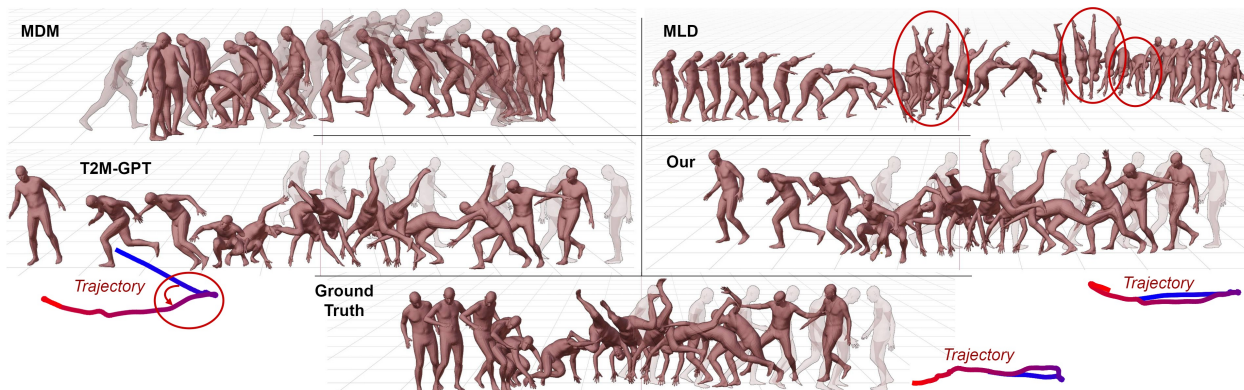 MDM
MLD
T2M-GPT
Our
Trajectory
Ground
Truth
Trajectory
Trajectory